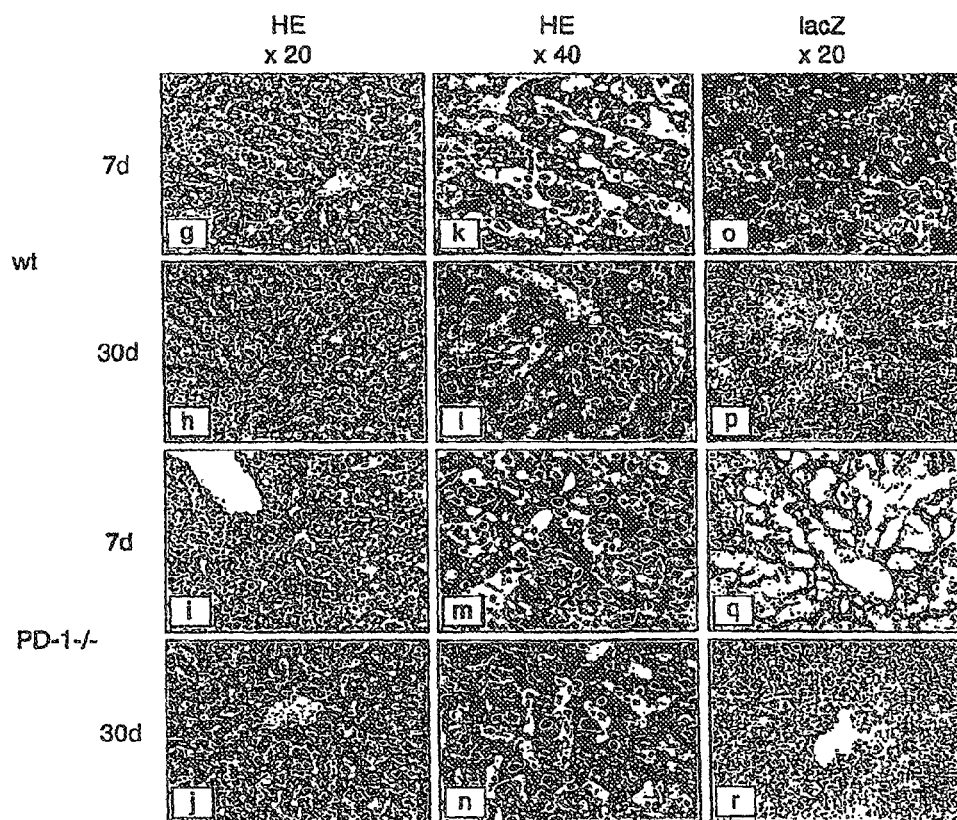 HE HE lacZ
x 20 x 40 x 20
7d
g k o
wt
30d
h l p
7d
i m q
PD-1-/-
30d
j n r